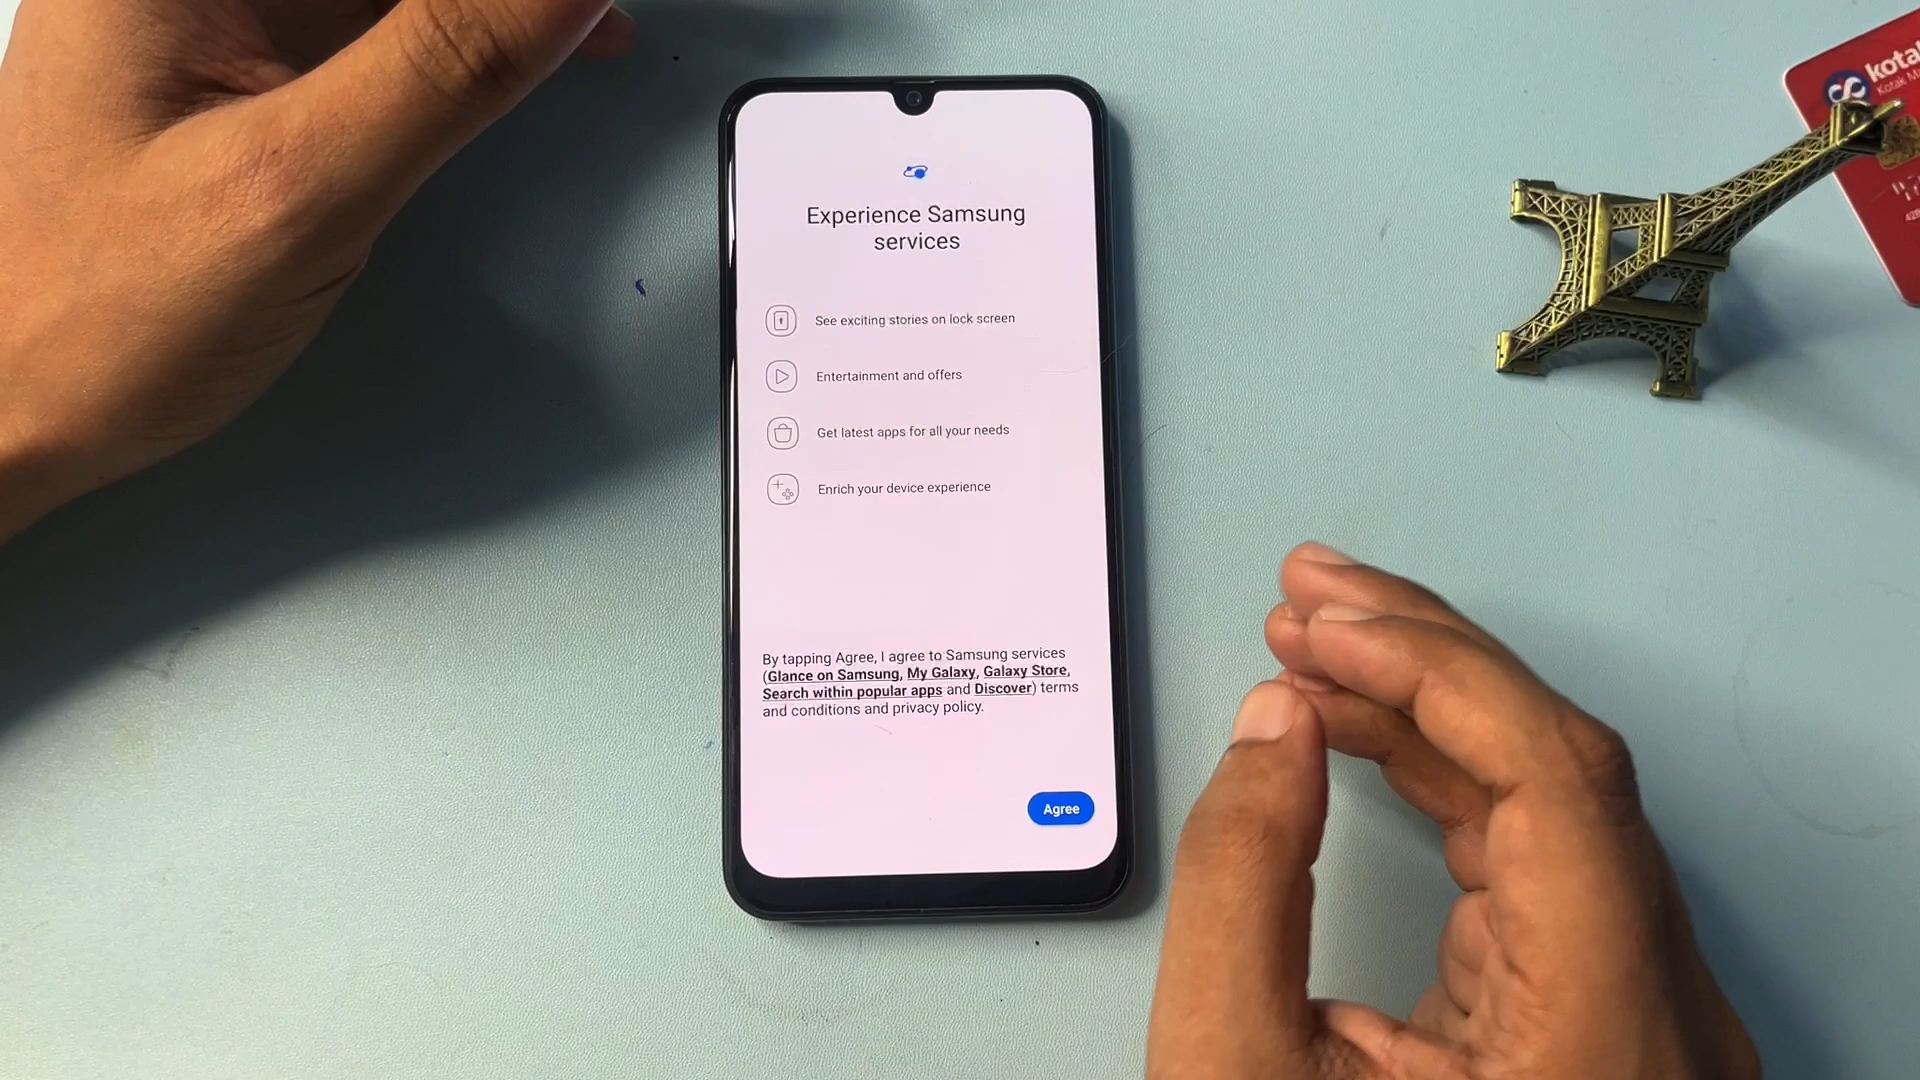 Experience Samsung
services
See exciting stories on lock screen
Entertainment and offers
Get latest apps for all your needs
Enrich your device experience
By tapping Agree, I agree to Samsung services
(Glance on Samsung, My Galaxy, Galaxy Store,
Search within popular apps and Discover) terms
and conditions and privacy policy.
Agree
kota
Kotak M